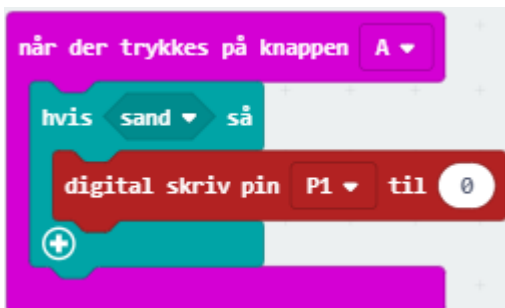 når der trykkes på knappen A
hvis sand så
digital skriv pin P1 til 0